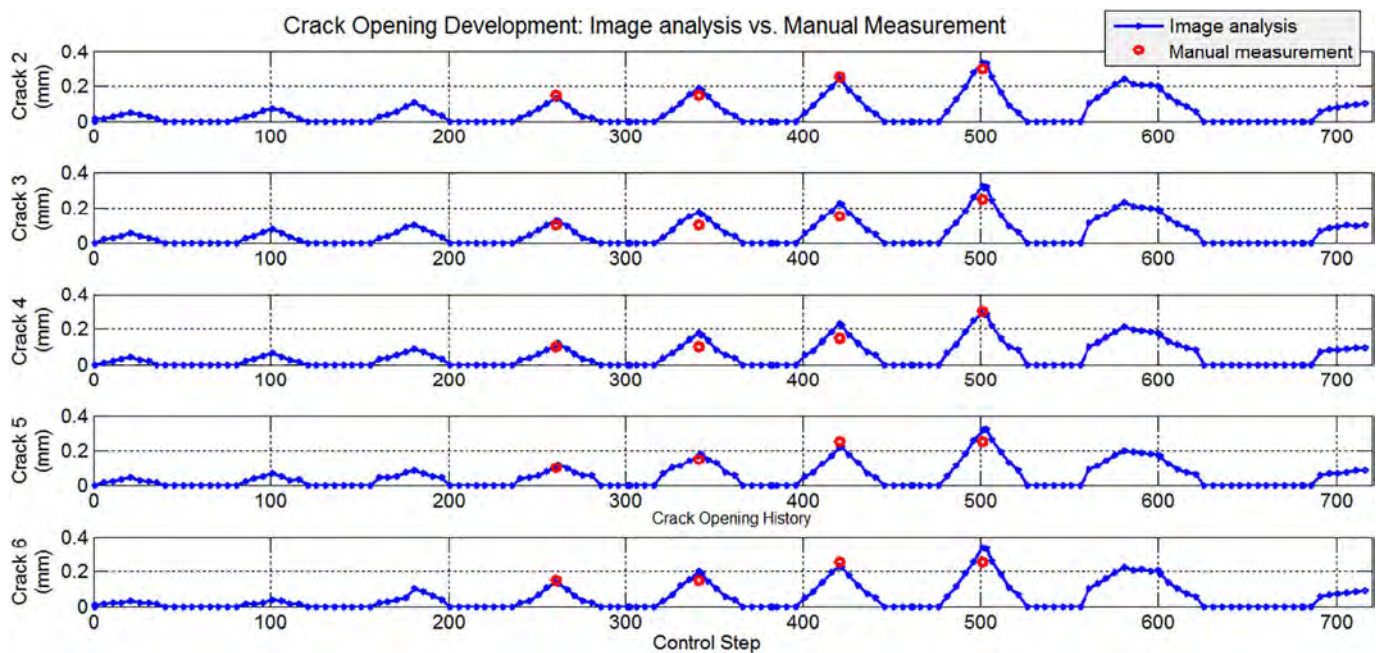 Crack Opening Development: Image analysis vs. Manual Measurement
Image analysis
Manual measurement
Crack 2
(mm)
0.4
0.2
0
0 100 200 300 400 500 600 700
Crack 3
(mm)
0.4
0.2
0
0 100 200 300 400 500 600 700
Crack 4
(mm)
0.4
0.2
0
0 100 200 300 400 500 600 700
Crack 5
(mm)
0.4
0.2
0
0 100 200 300 400 500 600 700
Crack Opening History
Crack 6
(mm)
0.4
0.2
0
0 100 200 300 400 500 600 700
Control Step